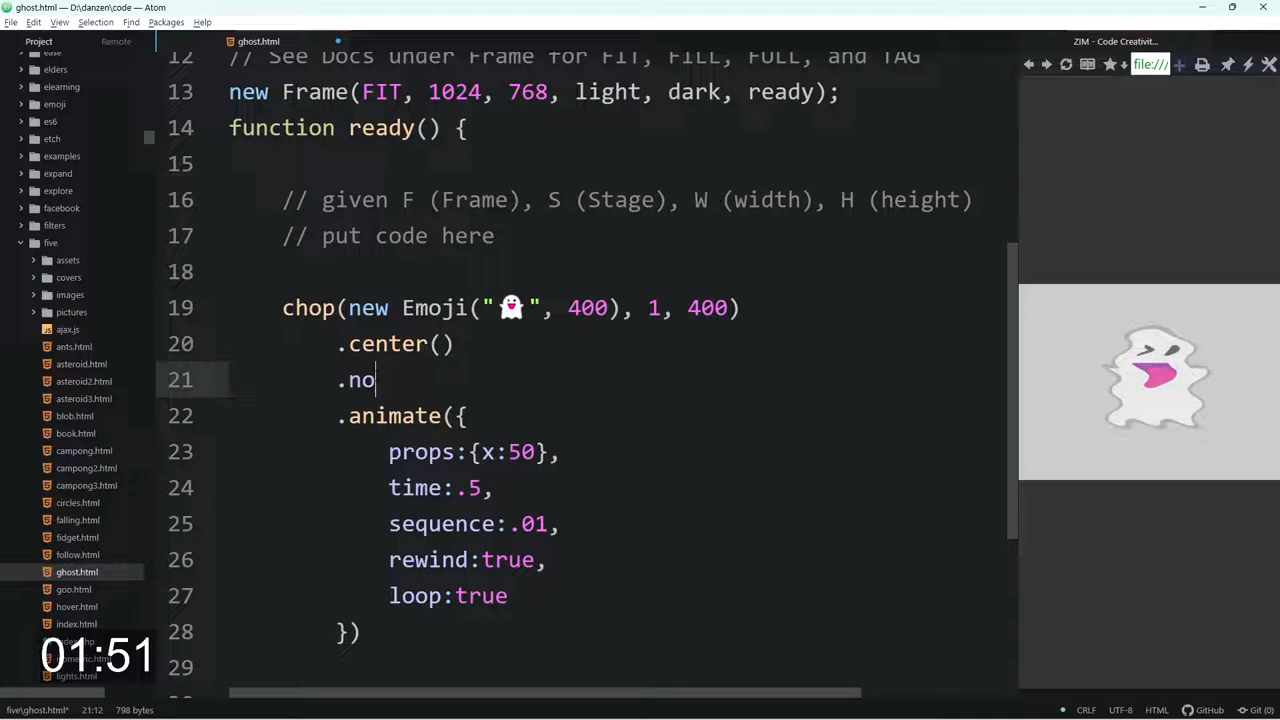 ghost.html — D:\danzen\code — Atom
File Edit View Selection Find Packages Help
Project Remote
ghost.html
ZIM - Code Creativit...
file:///
ease
elders
elearning
emoji
es6
etch
examples
expand
explore
facebook
filters
five
assets
covers
images
pictures
ajax.js
ants.html
asteroid.html
asteroid2.html
asteroid3.html
blob.html
book.html
campong.html
campong2.html
campong3.html
circles.html
falling.html
fidget.html
follow.html
ghost.html
goo.html
hover.html
index.html
lights.html
01:51
12 // See Docs under Frame for FIT, FILL, FULL, and TAG
13 new Frame(FIT, 1024, 768, light, dark, ready);
14 function ready() {
15
16 // given F (Frame), S (Stage), W (width), H (height)
17 // put code here
18
19 chop(new Emoji("👻", 400), 1, 400)
20 .center()
21 .no
22 .animate({
23 props:{x:50},
24 time:.5,
25 sequence:.01,
26 rewind:true,
27 loop:true
28 })
29
five\ghost.html* 21:12 798 bytes
CRLF UTF-8 HTML GitHub Git (0)